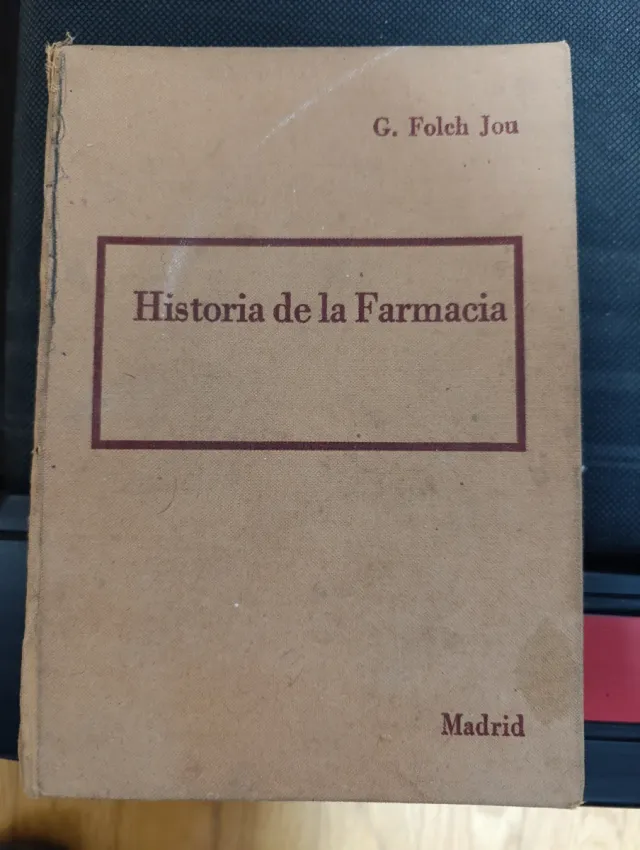 G. Folch Jou
Historia de la Farmacia
Madrid